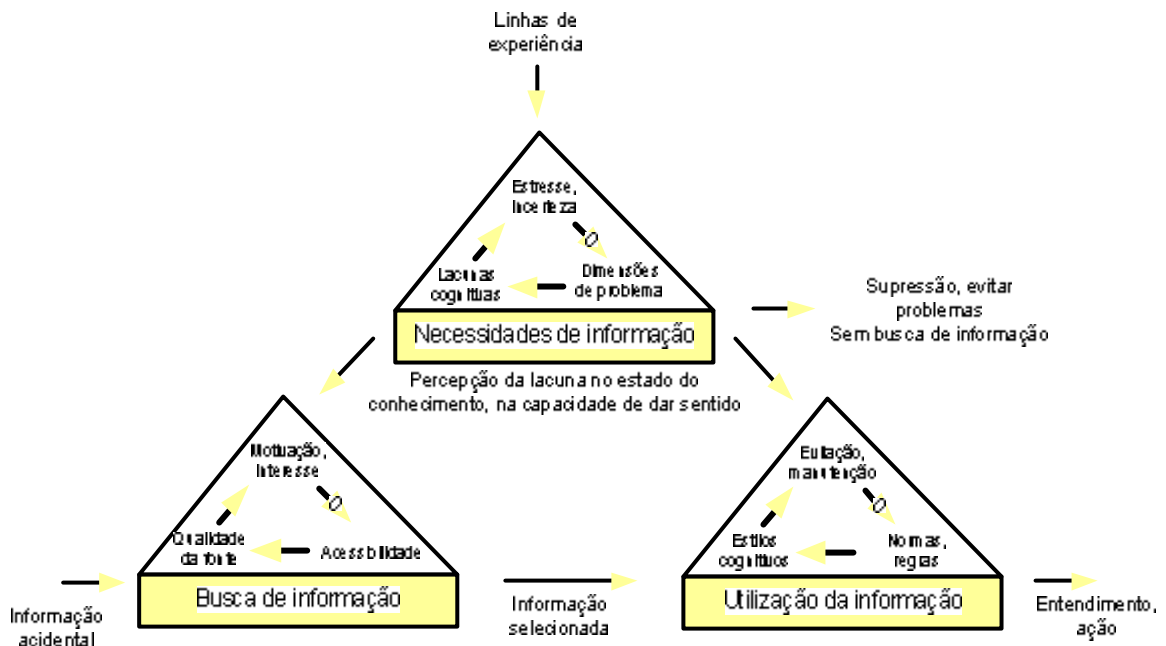 Linhas de
experiência
Estresse,
Incerteza
Lacunas
cognitivas
Dimensões
de problema
Necessidades de informação
Supressão, evitar
problemas
Sem busca de informação
Percepção da lacuna no estado do
conhecimento, na capacidade de dar sentido
Motivação,
Interesse
Qualidade
da fonte
Acessibilidade
Busca de informação
Informação
acidental
Informação
selecionada
Evitação,
manutenção
Estilos
cognitivos
Normas,
regras
Utilização da informação
Entendimento,
ação